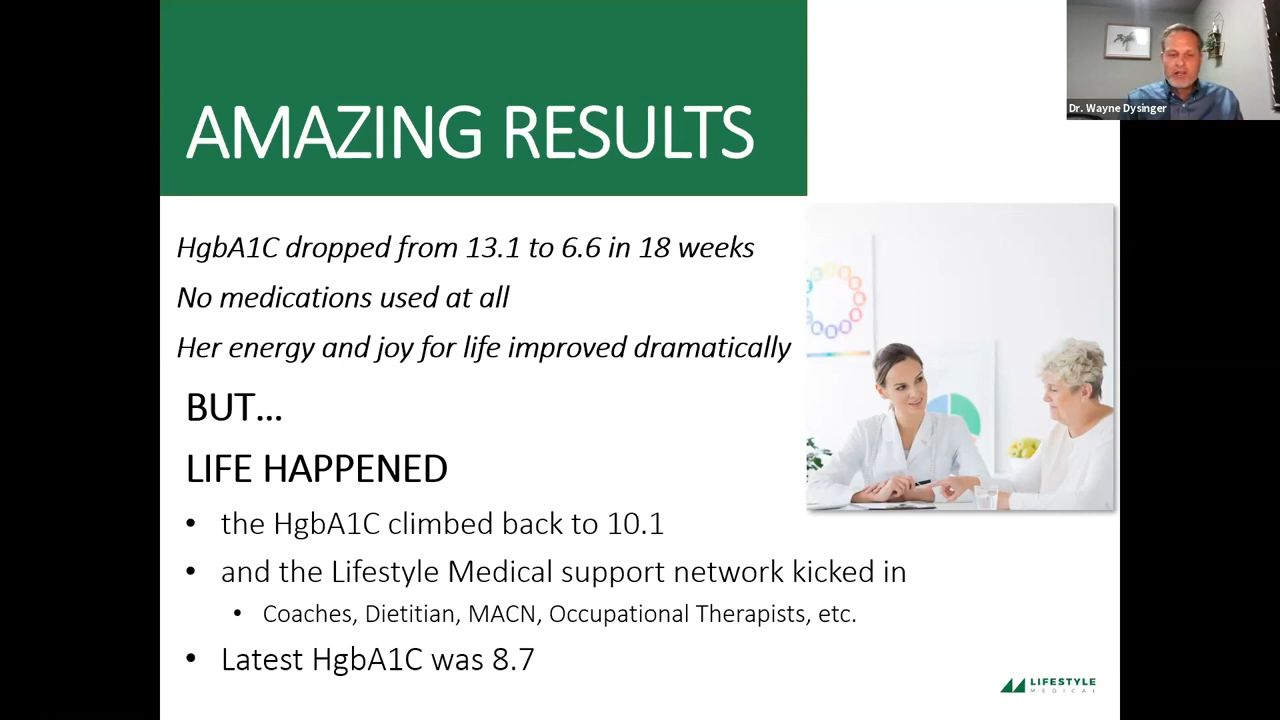 AMAZING RESULTS
Dr. Wayne Dysinger
HgbA1C dropped from 13.1 to 6.6 in 18 weeks
No medications used at all
Her energy and joy for life improved dramatically
BUT...
LIFE HAPPENED
• the HgbA1C climbed back to 10.1
• and the Lifestyle Medical support network kicked in
• Coaches, Dietitian, MACN, Occupational Therapists, etc.
• Latest HgbA1C was 8.7
LIFESTYLE
MEDICAL